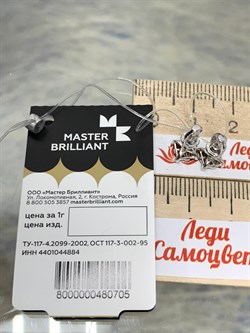 MASTER
BRILLIANT
ООО «Мастер Бриллиант»
Ул. Локомотивная, 2 г, Кострома, Россия
8 800 505 3857 masterbrilliant.com
цена за 1г
цена изд.
ТУ-117-4.2099-2002, ОСТ 117-3-002-95
ИНН 4401044884
8000000480705
1 2
Леди
Самоцвет
Леди
Самоцвет